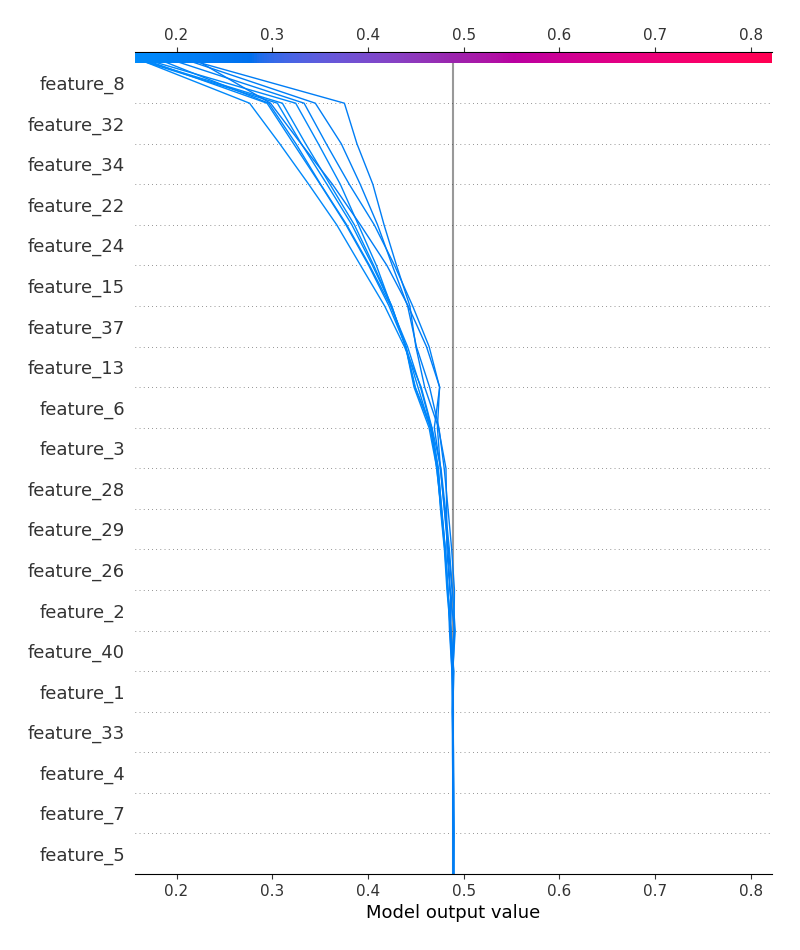 0.2 0.3 0.4 0.5 0.6 0.7 0.8
feature_8
feature_32
feature_34
feature_22
feature_24
feature_15
feature_37
feature_13
feature_6
feature_3
feature_28
feature_29
feature_26
feature_2
feature_40
feature_1
feature_33
feature_4
feature_7
feature_5
0.2 0.3 0.4 0.5 0.6 0.7 0.8
Model output value